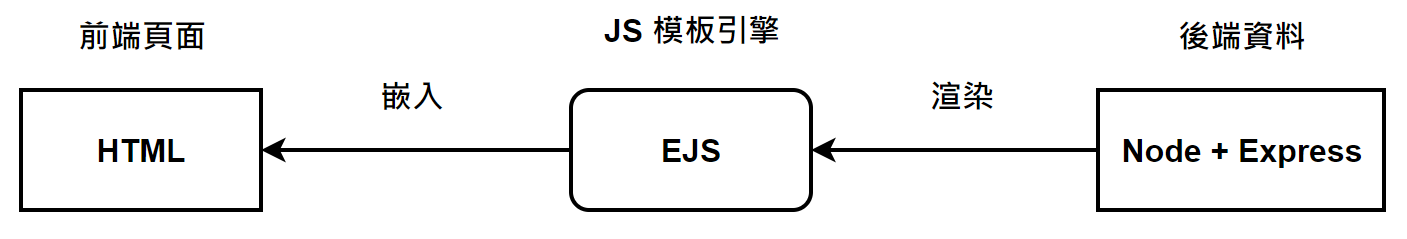 前端頁面
JS 模板引擎
後端資料
嵌入
渲染
HTML
EJS
Node + Express